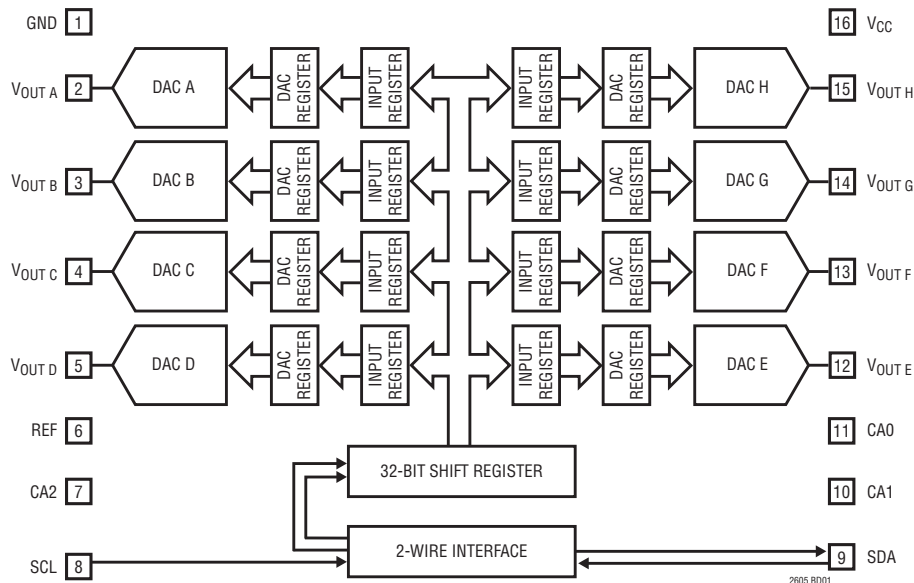 GND 1
16 VCC
VOUT A 2 DAC A DAC REGISTER INPUT REGISTER INPUT REGISTER DAC REGISTER DAC H 15 VOUT H
VOUT B 3 DAC B DAC REGISTER INPUT REGISTER INPUT REGISTER DAC REGISTER DAC G 14 VOUT G
VOUT C 4 DAC C DAC REGISTER INPUT REGISTER INPUT REGISTER DAC REGISTER DAC F 13 VOUT F
VOUT D 5 DAC D DAC REGISTER INPUT REGISTER INPUT REGISTER DAC REGISTER DAC E 12 VOUT E
REF 6
11 CA0
32-BIT SHIFT REGISTER
CA2 7
10 CA1
2-WIRE INTERFACE
SCL 8
9 SDA
2605 BD01